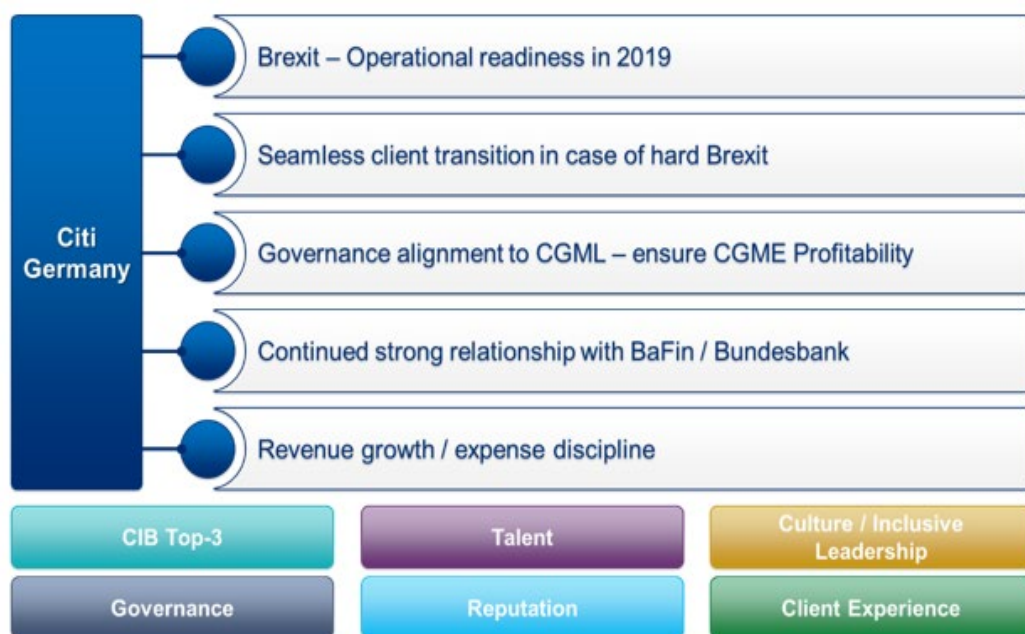 Citi
Germany
Brexit – Operational readiness in 2019
Seamless client transition in case of hard Brexit
Governance alignment to CGML – ensure CGME Profitability
Continued strong relationship with BaFin / Bundesbank
Revenue growth / expense discipline
CIB Top-3
Talent
Culture / Inclusive
Leadership
Governance
Reputation
Client Experience